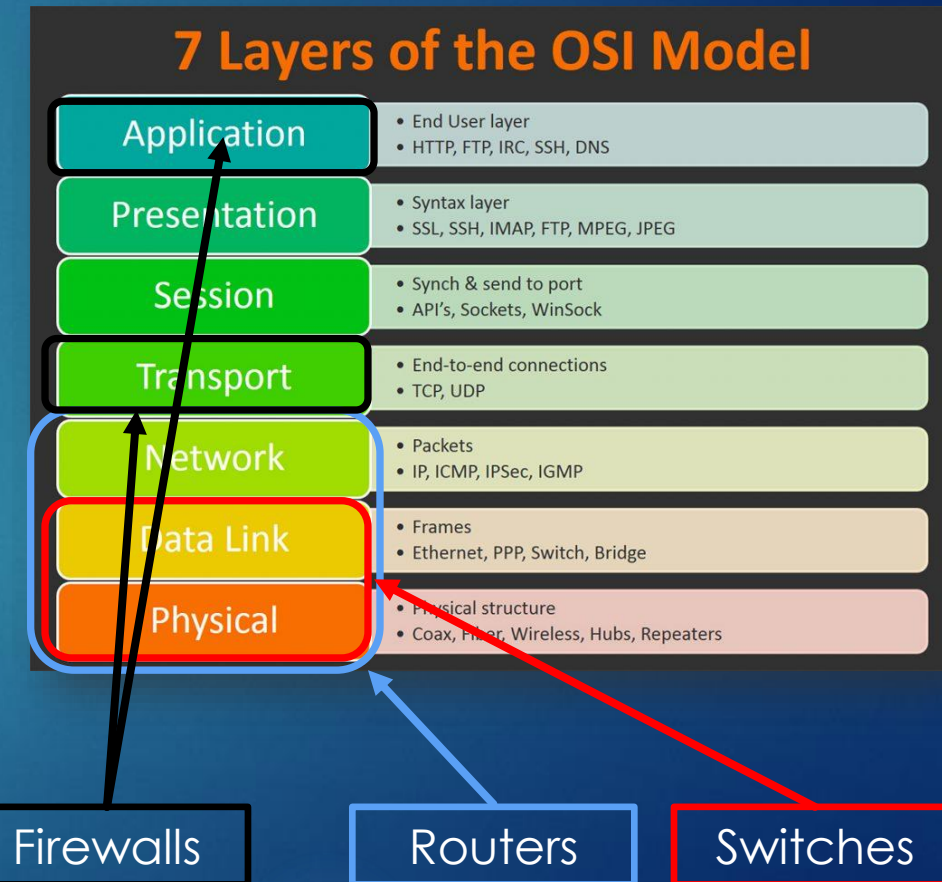 7 Layers of the OSI Model
Application
• End User layer
• HTTP, FTP, IRC, SSH, DNS
Presentation
• Syntax layer
• SSL, SSH, IMAP, FTP, MPEG, JPEG
Session
• Synch & send to port
• API's, Sockets, WinSock
Transport
• End-to-end connections
• TCP, UDP
Network
• Packets
• IP, ICMP, IPSec, IGMP
Data Link
• Frames
• Ethernet, PPP, Switch, Bridge
Physical
• Physical structure
• Coax, Fiber, Wireless, Hubs, Repeaters
Firewalls
Routers
Switches